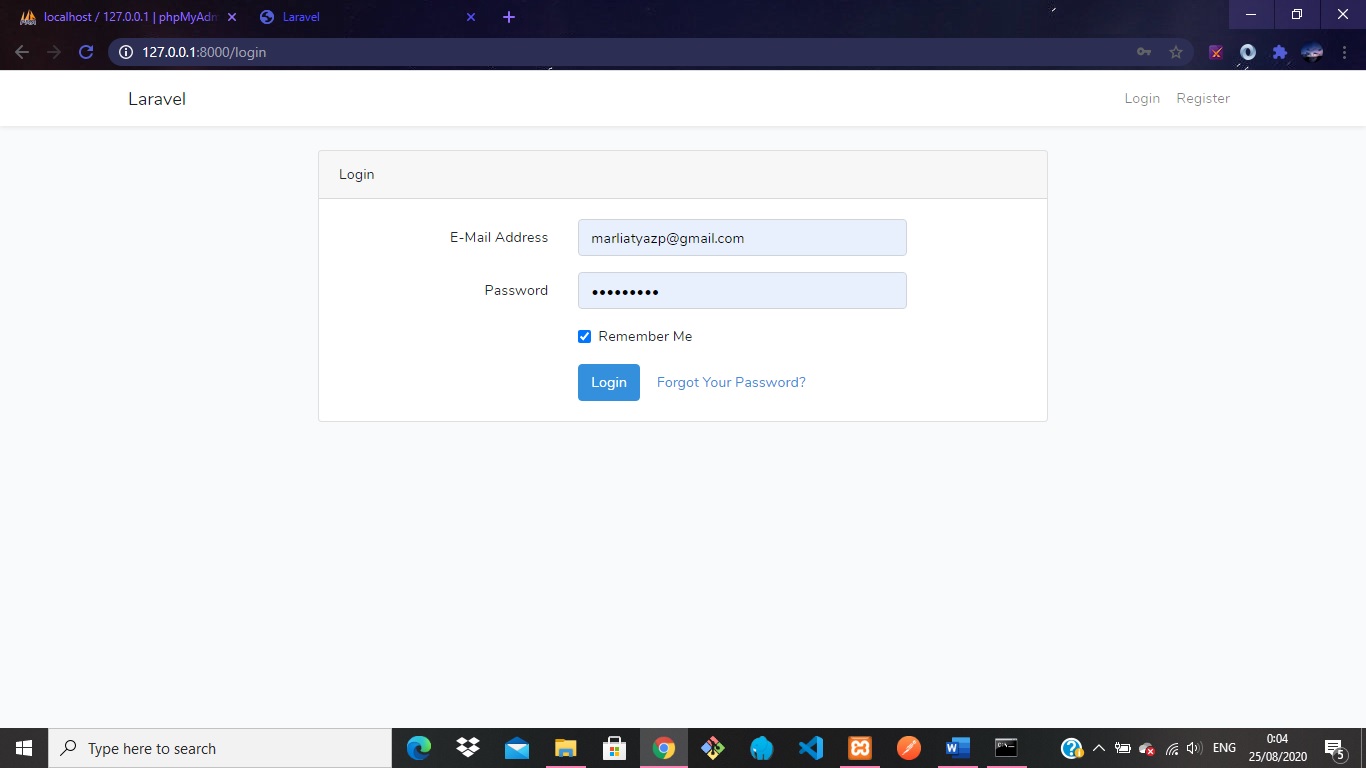 localhost / 127.0.0.1 | phpMyAdm
Laravel
127.0.0.1:8000/login
Laravel
Login Register
Login
E-Mail Address marliatyazp@gmail.com
Password •••••••••
Remember Me
Login Forgot Your Password?
Type here to search
ENG
0:04
25/08/2020
5